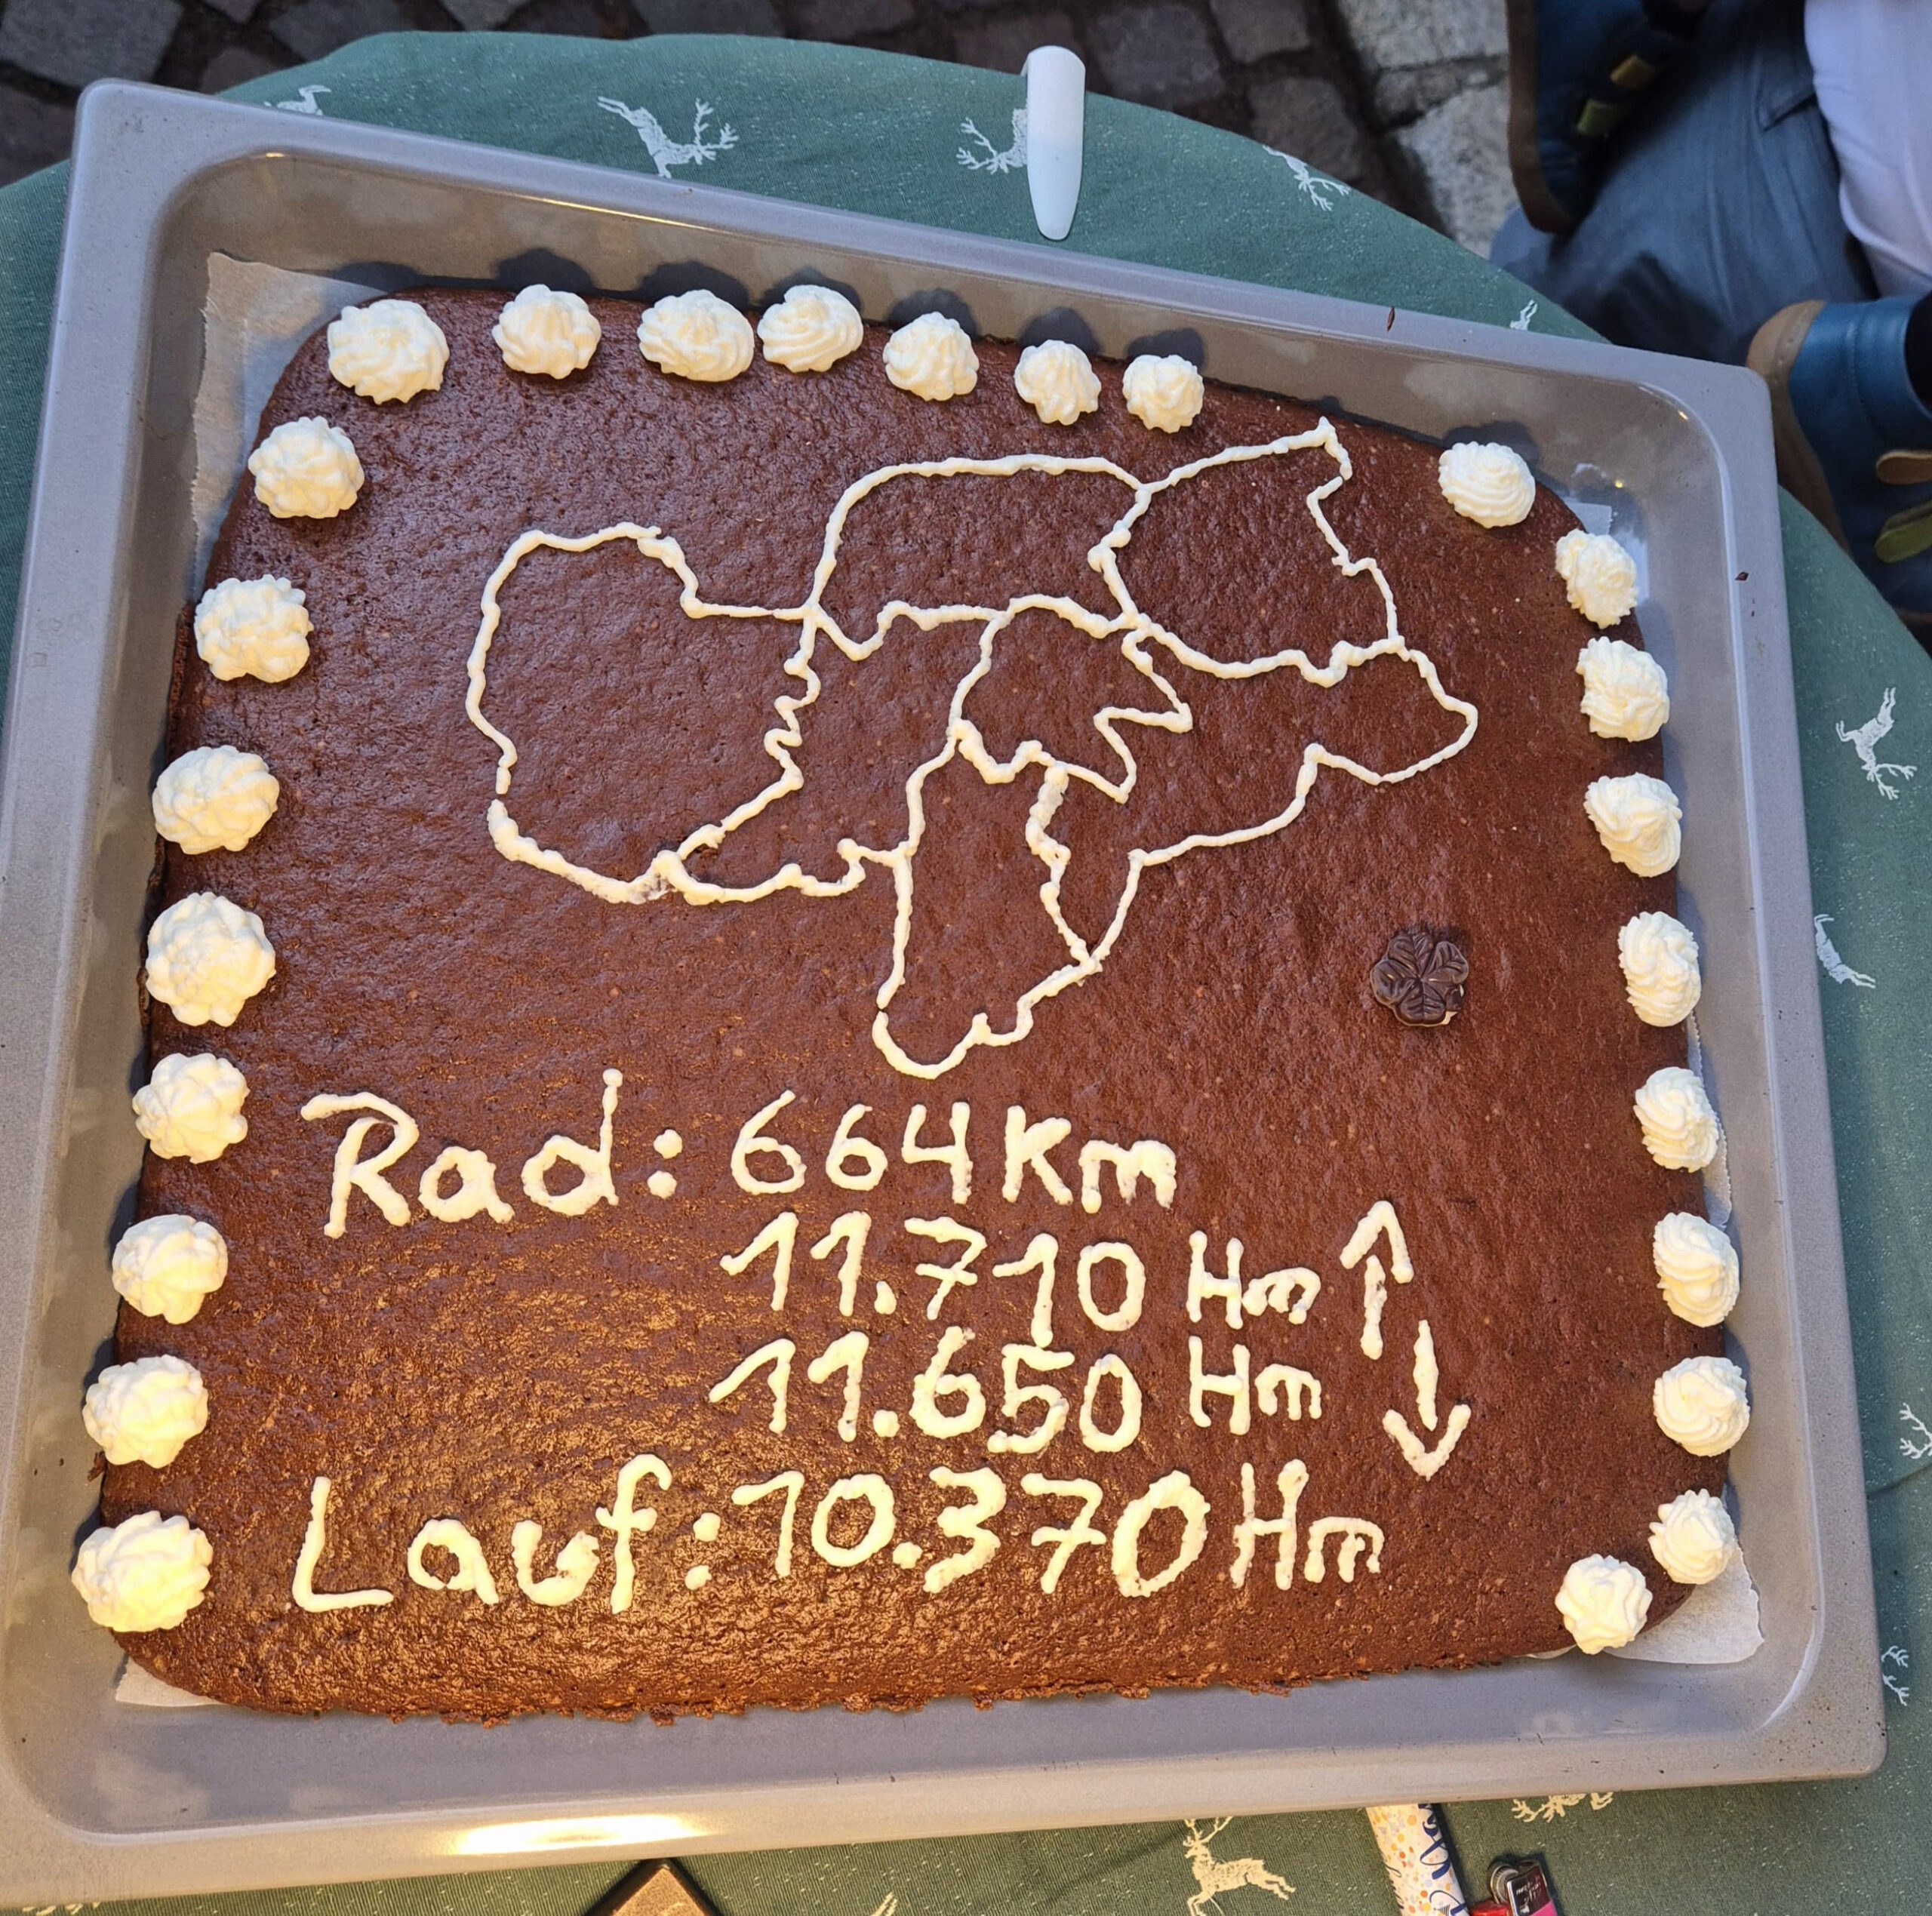 Rad: 664 Km
11.710 Hm ↑
11.650 Hm ↓
Lauf: 10.370 Hm